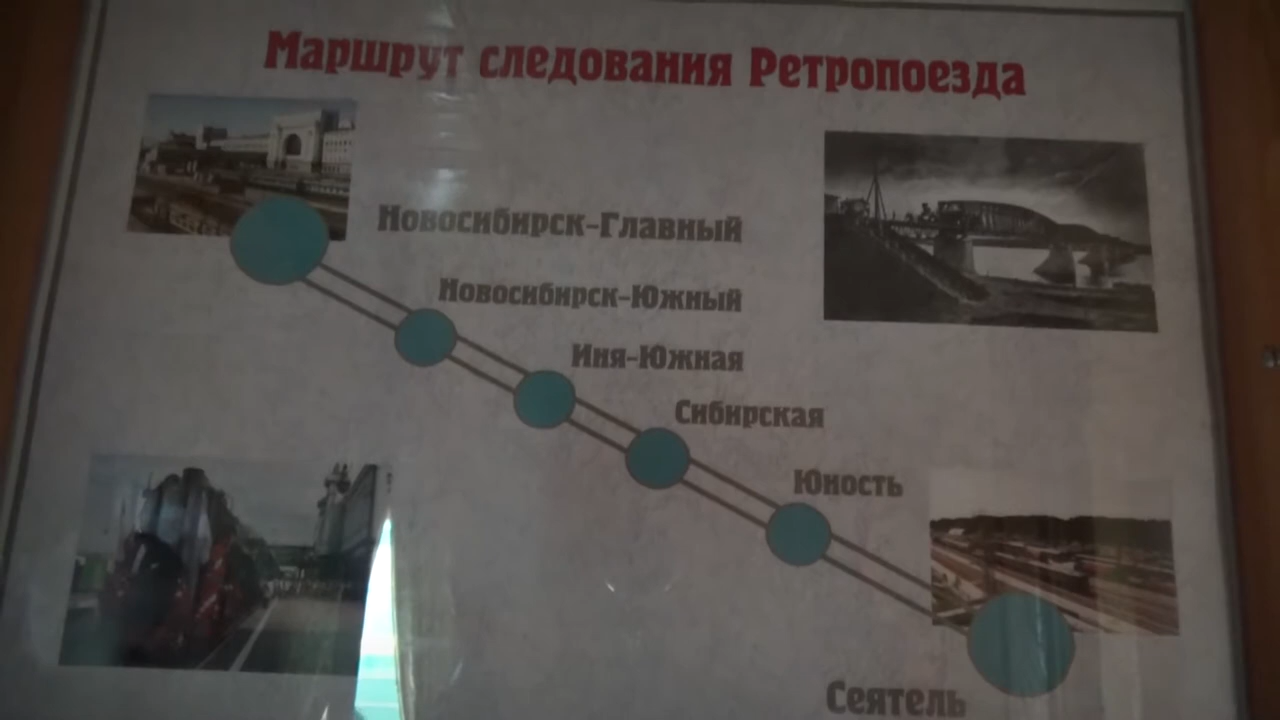 Маршрут следования Ретропоезда
Новосибирск-Главный
Новосибирск-Южный
Иня-Южная
Сибирская
Юность
Сеятель